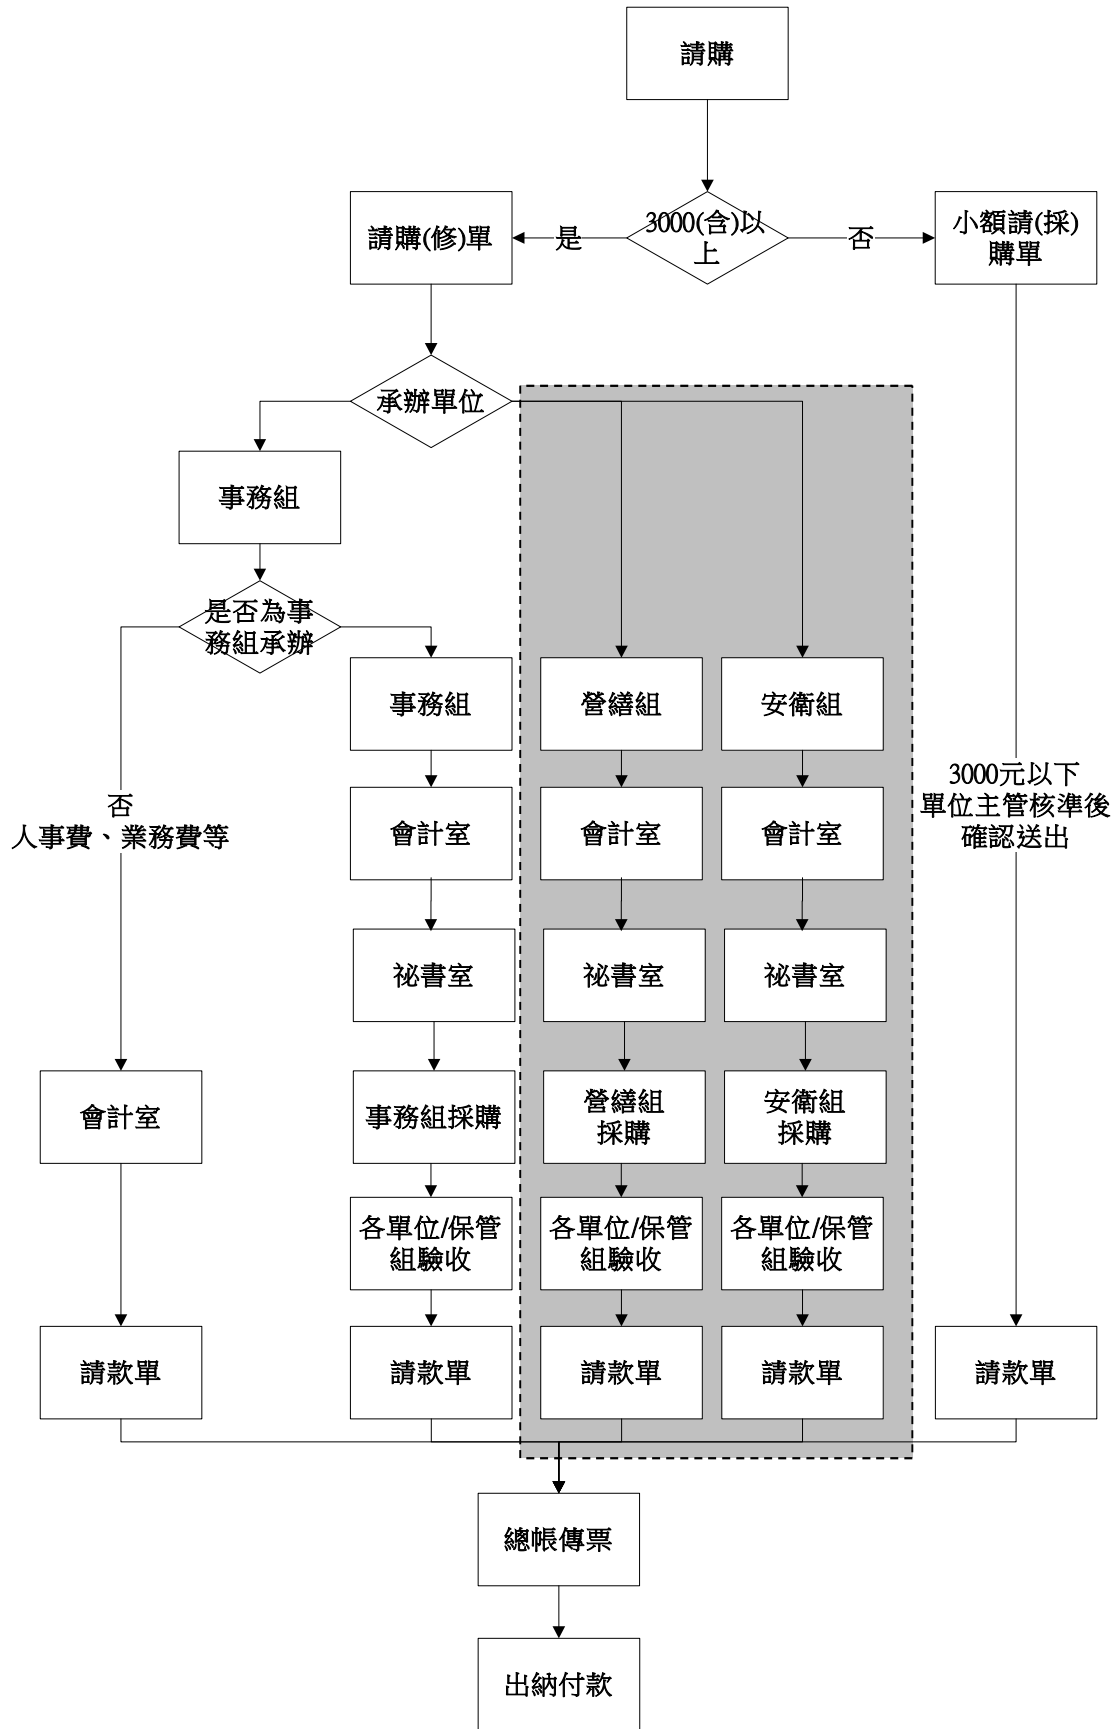 請購
請購(修)單
是
3000(含)以
上
否
小額請(採)
購單
承辦單位
事務組
是否為事
務組承辦
事務組
營繕組
安衛組
否
人事費、業務費等
會計室
會計室
會計室
3000元以下
單位主管核準後
確認送出
祕書室
祕書室
祕書室
會計室
事務組採購
營繕組
採購
安衛組
採購
各單位/保管
組驗收
各單位/保管
組驗收
各單位/保管
組驗收
請款單
請款單
請款單
請款單
請款單
總帳傳票
出納付款